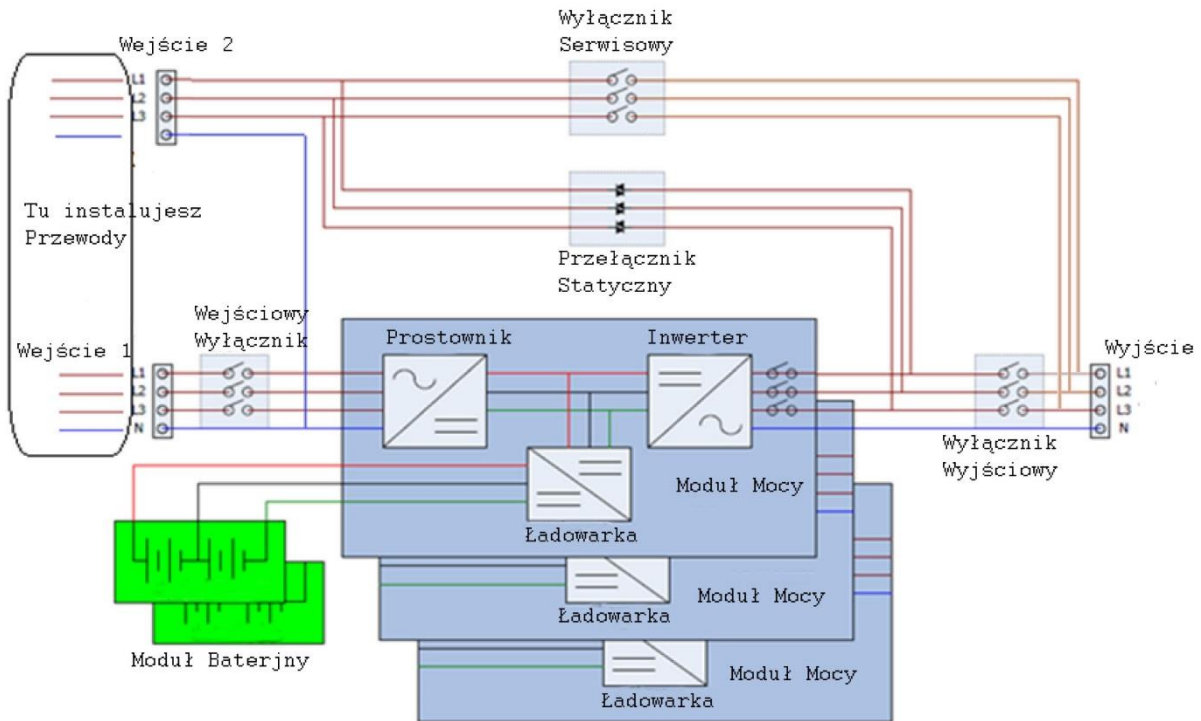 Wyłącznik
Serwisowy
Wejście 2
L1
L2
L3
Tu instalujesz
Przewody
Przełącznik
Statyczny
Wejściowy
Wyłącznik
Wejście 1
L1
L2
L3
N
Prostownik
Inwerter
Wyjście
L1
L2
L3
N
Wyłącznik
Wyjściowy
Moduł Mocy
Ładowarka
Moduł Mocy
Ładowarka
Moduł Baterjny
Moduł Mocy
Ładowarka